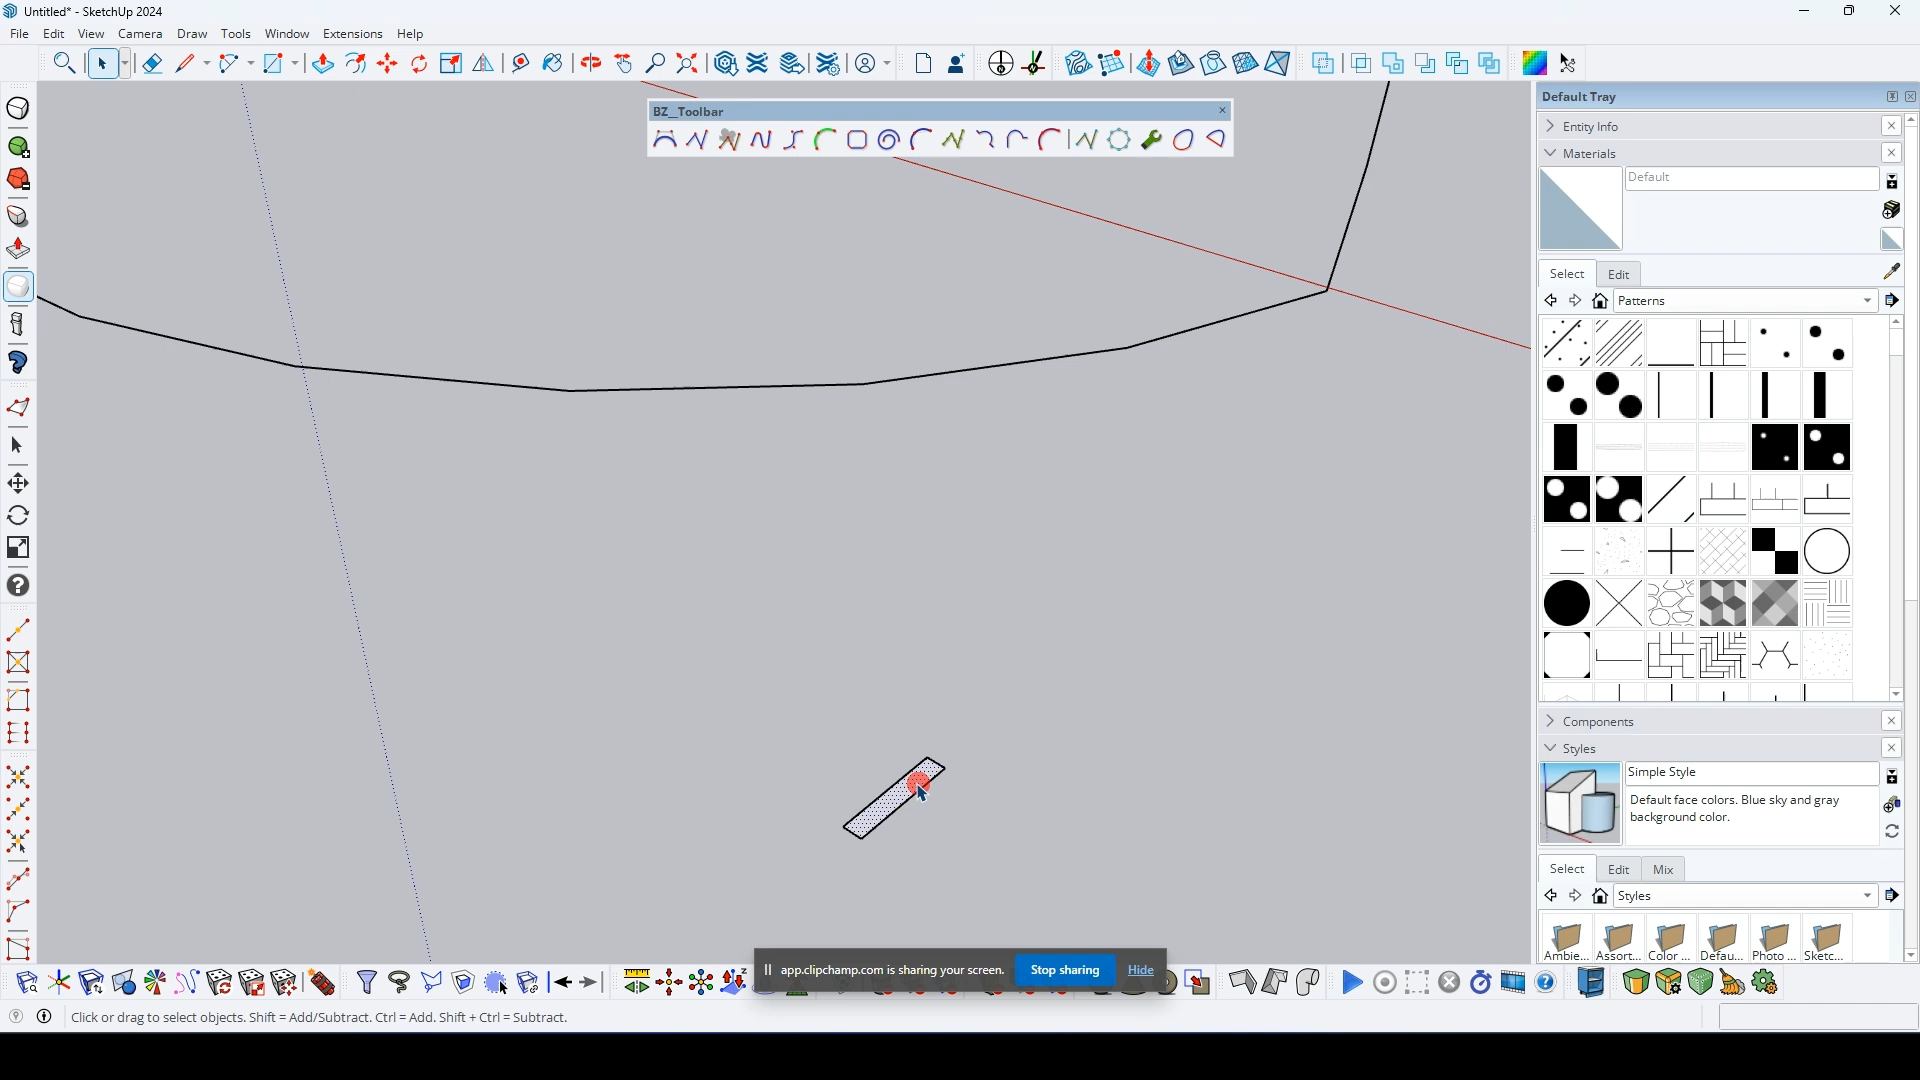 Untitled* - SketchUp 2024
File Edit View Camera Draw Tools Window Extensions Help
BZ__Toolbar
Default Tray
Entity Info
Materials
Default
Select Edit
Patterns
Components
Styles
Simple Style
Default face colors. Blue sky and gray
background color.
Select Edit Mix
Styles
Ambie... Assort... Color ... Defau... Photo ... Sketc...
app.clipchamp.com is sharing your screen. Stop sharing Hide
Click or drag to select objects. Shift = Add/Subtract. Ctrl = Add. Shift + Ctrl = Subtract.